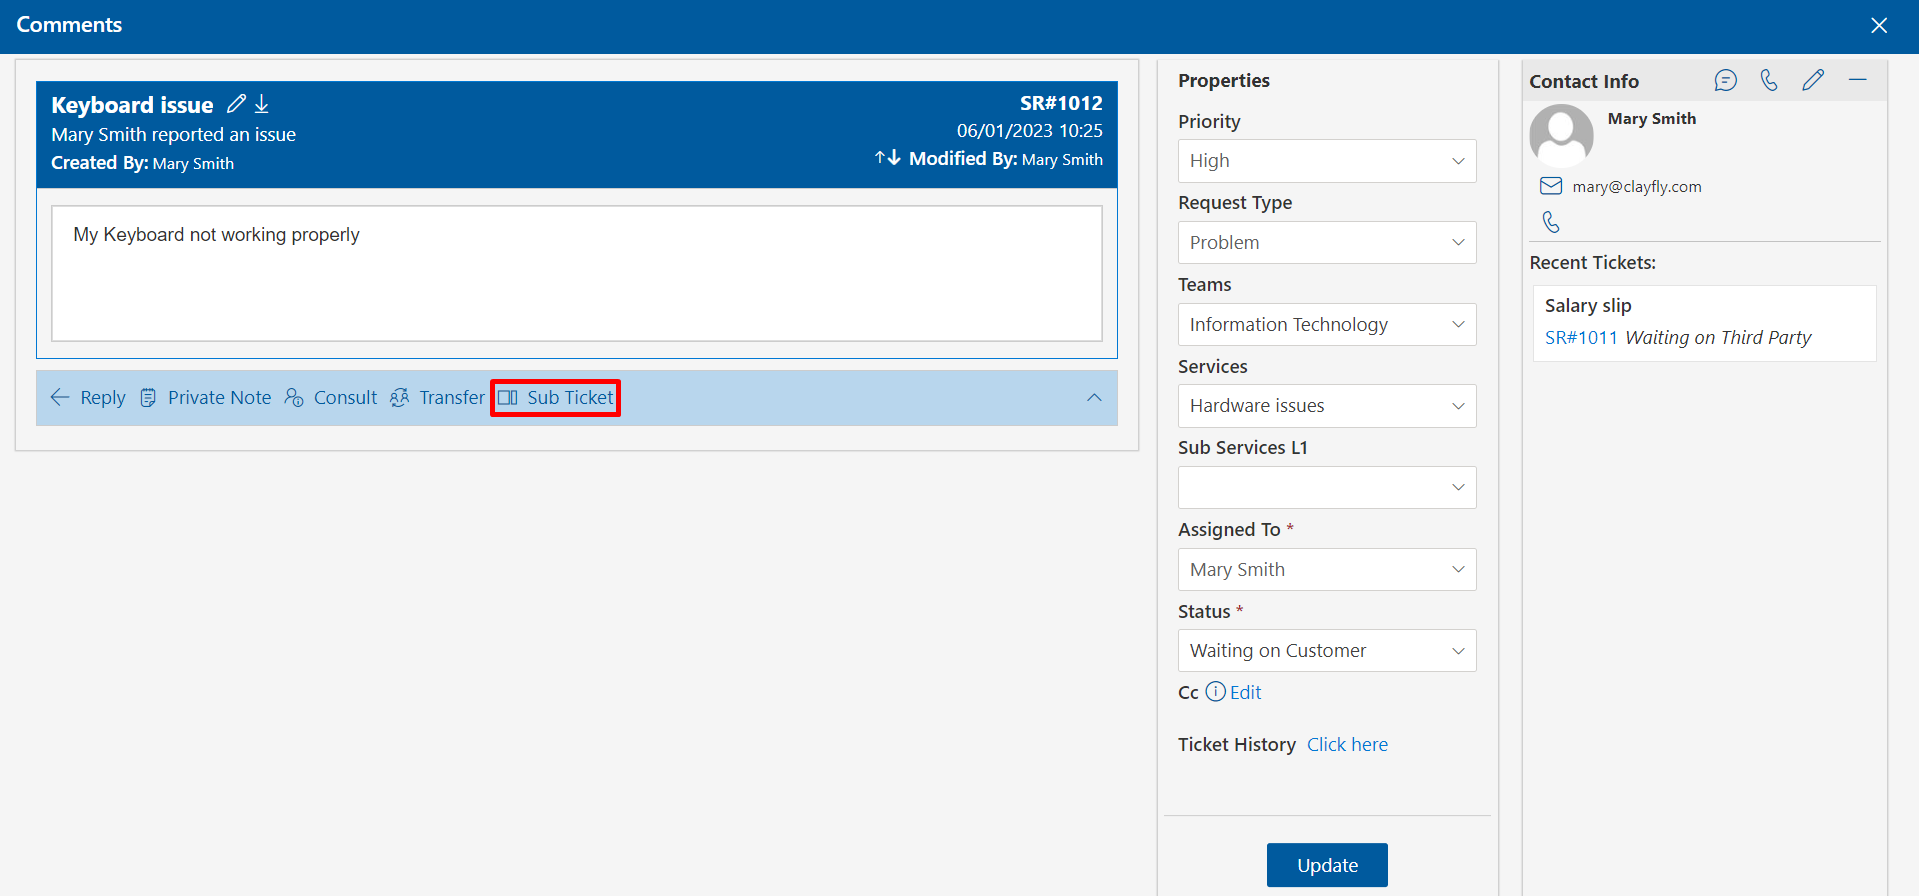 Comments
Keyboard issue
SR#1012
Mary Smith reported an issue
06/01/2023 10:25
Created By: Mary Smith
Modified By: Mary Smith
My Keyboard not working properly
Reply Private Note Consult Transfer Sub Ticket
Properties
Priority
High
Request Type
Problem
Teams
Information Technology
Services
Hardware issues
Sub Services L1
Assigned To *
Mary Smith
Status *
Waiting on Customer
Cc Edit
Ticket History Click here
Update
Contact Info
Mary Smith
mary@clayfly.com
Recent Tickets:
Salary slip
SR#1011 Waiting on Third Party